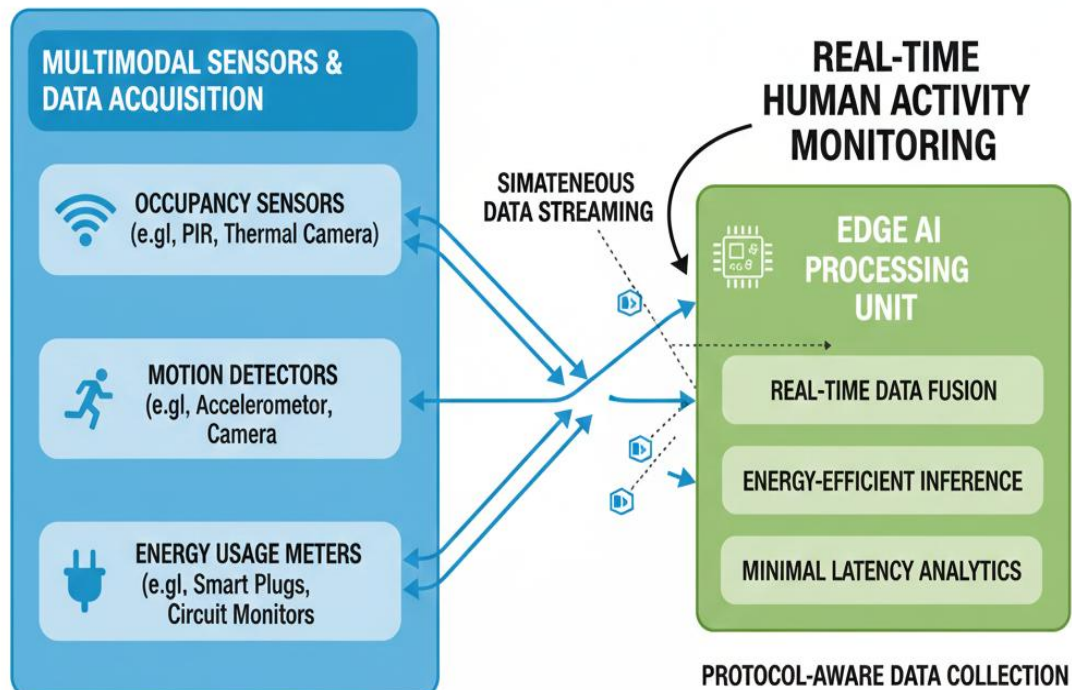 MULTIMODAL SENSORS &
DATA ACQUISITION
OCCUPANCY SENSORS
(e.gl, PIR, Thermal Camera)
MOTION DETECTORS
(e.gl, Accelerometor,
Camera
ENERGY USAGE METERS
(e.gl, Smart Plugs,
Circuit Monitors
SIMATENEOUS
DATA STREAMING
REAL-TIME
HUMAN ACTIVITY
MONITORING
EDGE AI
PROCESSING
UNIT
REAL-TIME DATA FUSION
ENERGY-EFFICIENT INFERENCE
MINIMAL LATENCY ANALYTICS
PROTOCOL-AWARE DATA COLLECTION